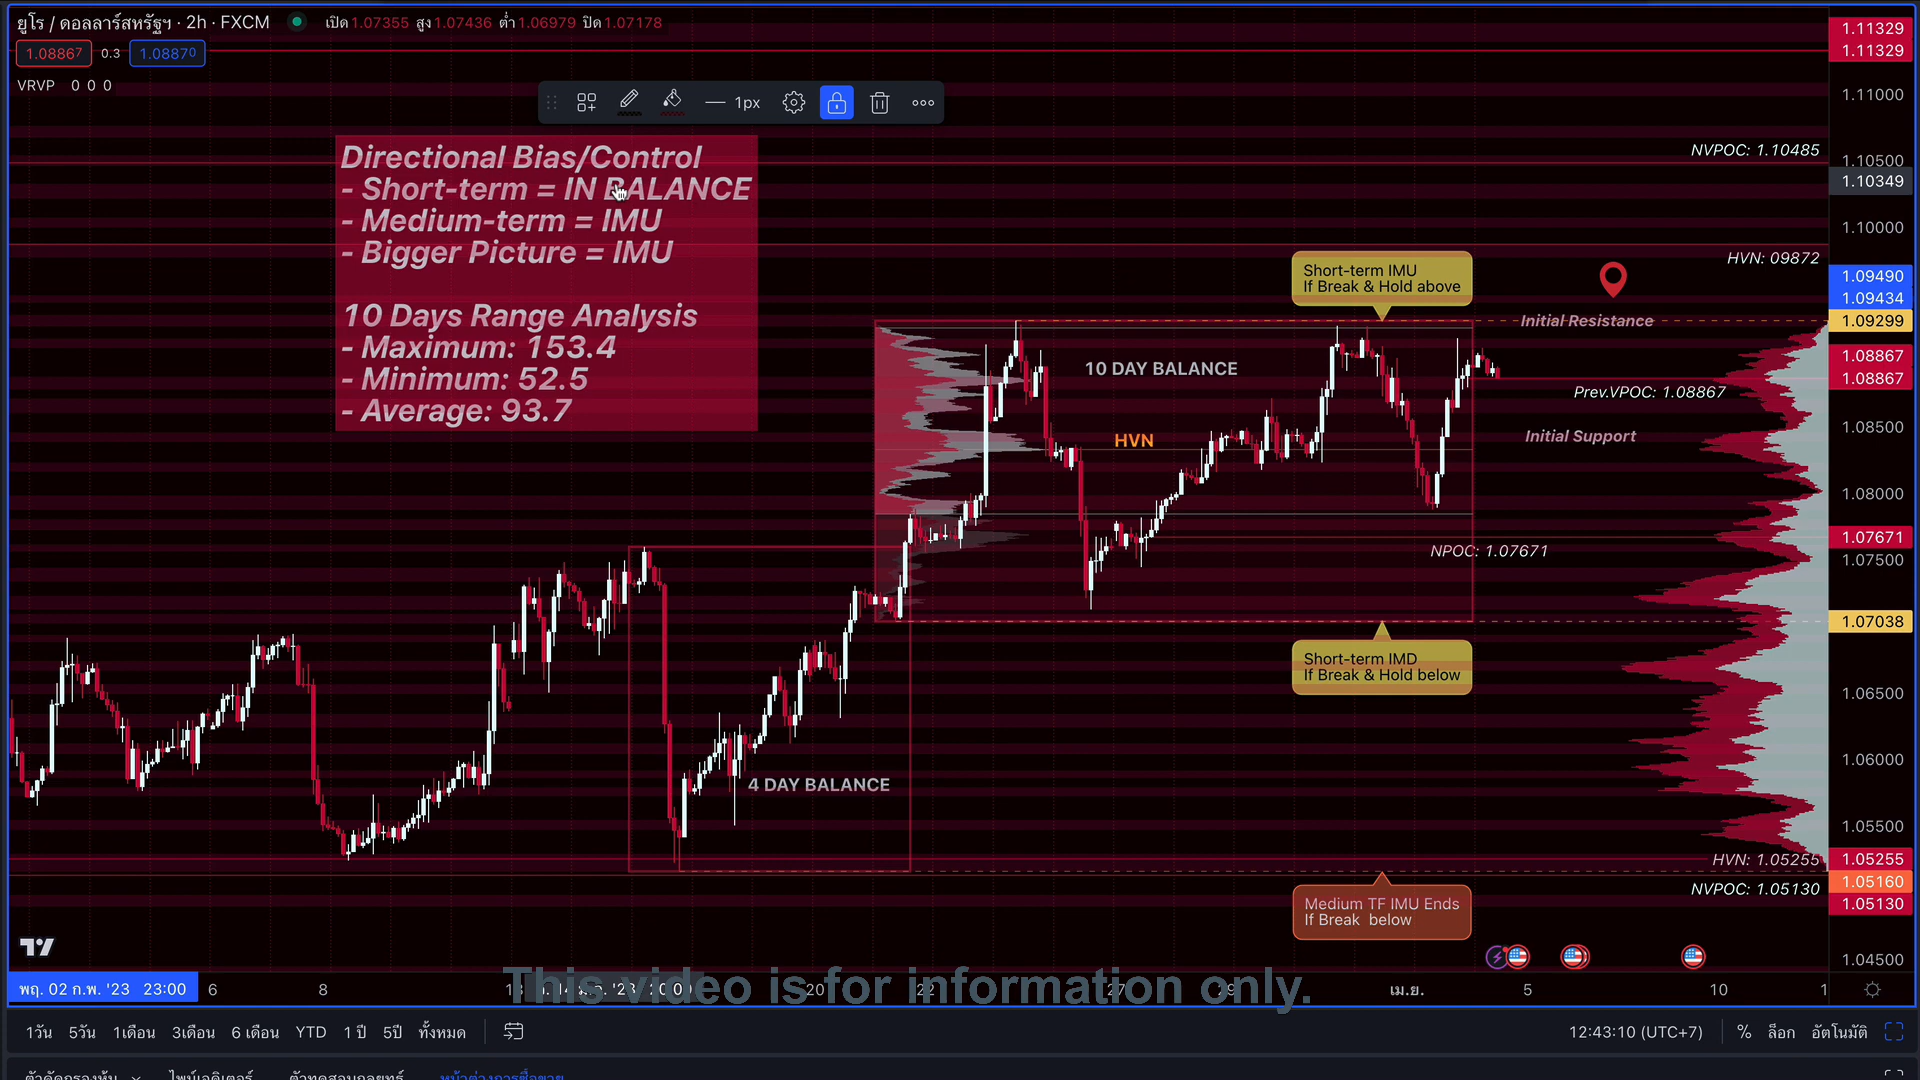 ยูโร / ดอลลาร์สหรัฐฯ · 2h · FXCM เปิด1.07355 สูง1.07436 ต่ำ1.06979 ปิด1.07178
1.08867 0.3 1.08870
VRVP 0 0 0
1px
Directional Bias/Control
- Short-term = IN BALANCE
- Medium-term = IMU
- Bigger Picture = IMU
10 Days Range Analysis
- Maximum: 153.4
- Minimum: 52.5
- Average: 93.7
1.11329
1.11329
1.11000
NVPOC: 1.10485
1.10500
1.10349
1.10000
HVN: 09872
Short-term IMU
If Break & Hold above
1.09490
1.09434
Initial Resistance
1.09299
10 DAY BALANCE
1.08867
1.08867
Prev.VPOC: 1.08867
HVN
Initial Support
1.08500
1.08000
1.07671
NPOC: 1.07671
1.07500
1.07038
Short-term IMD
If Break & Hold below
1.06500
1.06000
4 DAY BALANCE
1.05500
HVN: 1.05255
1.05255
1.05160
NVPOC: 1.05130
1.05130
Medium TF IMU Ends
If Break below
1.04500
This video is for information only.
พฤ. 02 ก.พ. '23 23:00 6 8 20 22 27 29 เม.ย. 5 10 1
1วัน 5วัน 1เดือน 3เดือน 6 เดือน YTD 1 ปี 5ปี ทั้งหมด
12:43:10 (UTC+7) % ล็อก อัตโนมัติ